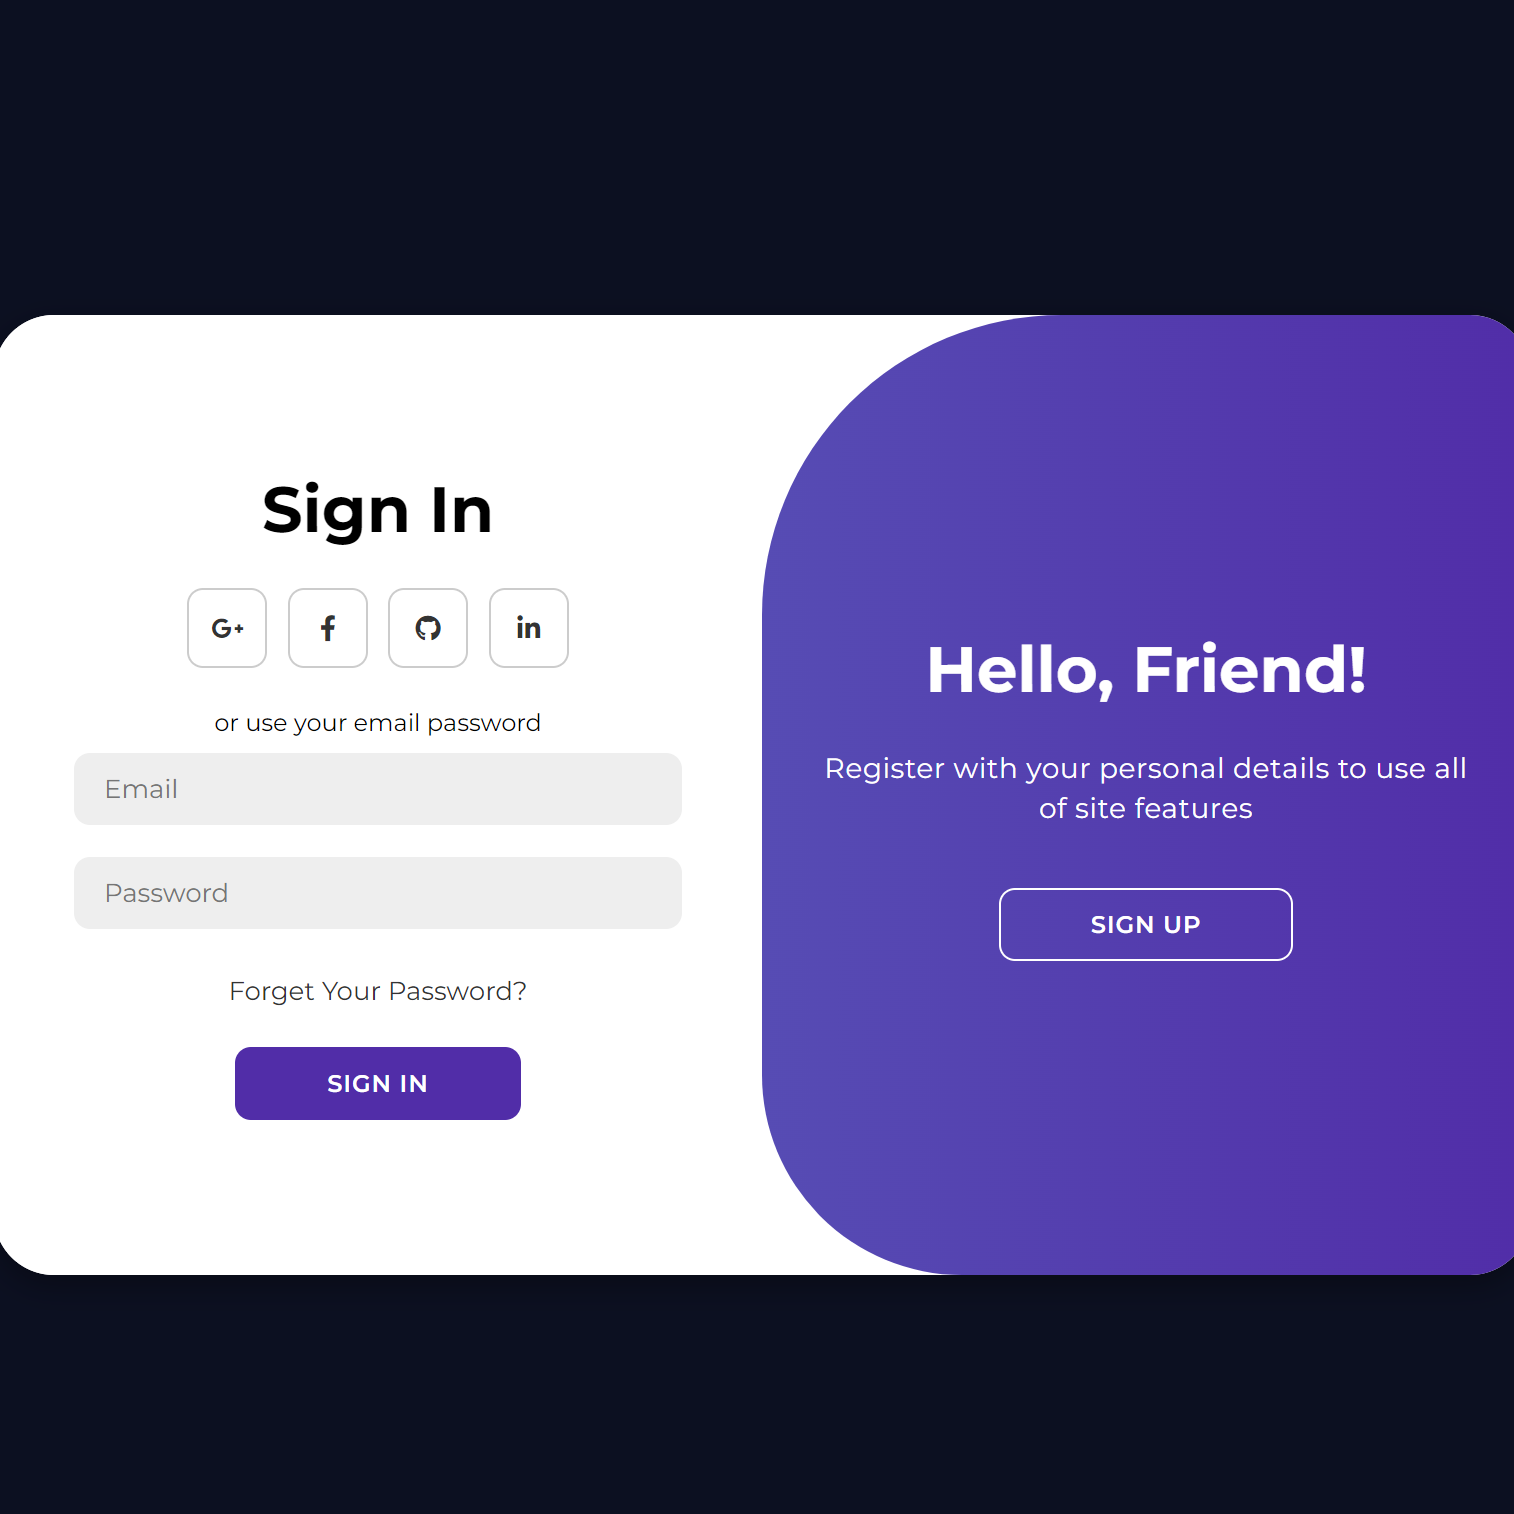 Sign In
G+
f
in
or use your email password
Email
Password
Forget Your Password?
SIGN IN
Hello, Friend!
Register with your personal details to use all
of site features
SIGN UP